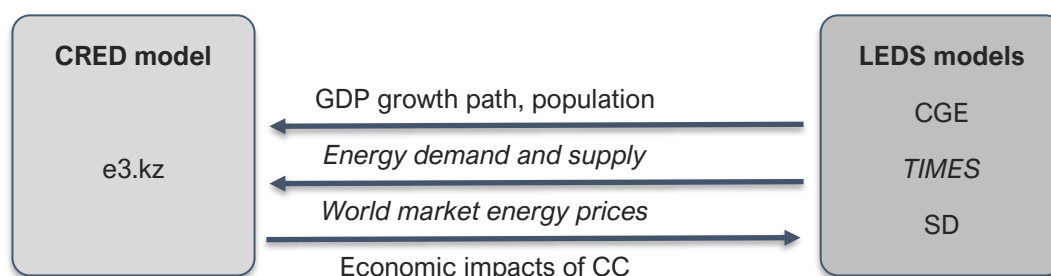 CRED model
e3.kz
GDP growth path, population
Energy demand and supply
World market energy prices
Economic impacts of CC
LEDS models
CGE
TIMES
SD